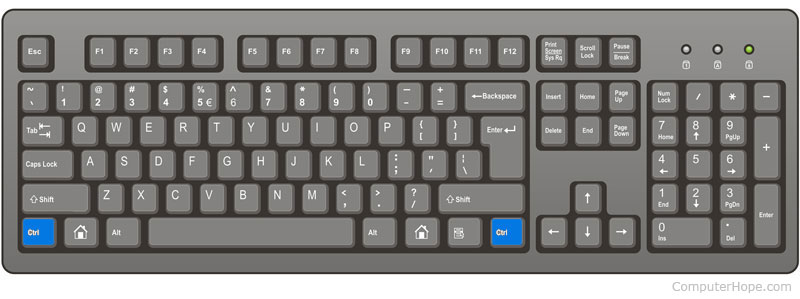 Esc F1 F2 F3 F4 F5 F6 F7 F8 F9 F10 F11 F12 Print Screen Sys Rq Scroll Lock Pause Break
1 A
~ ! @ # $ % ^ & * ( ) – +
\ 1 2 3 4 5 € 6 7 8 9 0 - = ←Backspace Insert Home Page Up Num Lock / * −
Tab Q W E R T Y U I O P { [ } ] Enter Delete End Page Down 7 Home 8 ↑ 9 PgUp +
Caps Lock A S D F G H J K L : ; " , | \ 4 ← 5 6 →
⇧ Shift Z X C V B N M < , > . ? / ⇧ Shift ↑ 1 End 2 ↓ 3 PgDn Enter
Ctrl Alt Alt Ctrl ← ↓ → 0 Ins . Del
ComputerHope.com